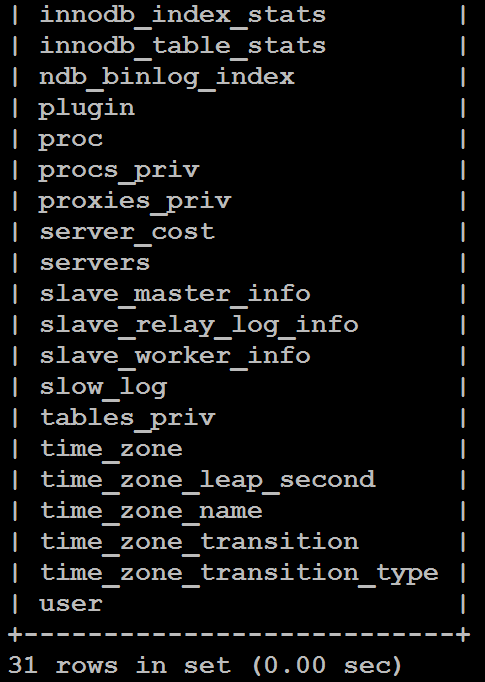 | innodb_index_stats        |
| innodb_table_stats        |
| ndb_binlog_index          |
| plugin                    |
| proc                      |
| procs_priv                |
| proxies_priv              |
| server_cost               |
| servers                   |
| slave_master_info         |
| slave_relay_log_info      |
| slave_worker_info         |
| slow_log                  |
| tables_priv               |
| time_zone                 |
| time_zone_leap_second     |
| time_zone_name            |
| time_zone_transition      |
| time_zone_transition_type |
| user                      |
+---------------------------+
31 rows in set (0.00 sec)